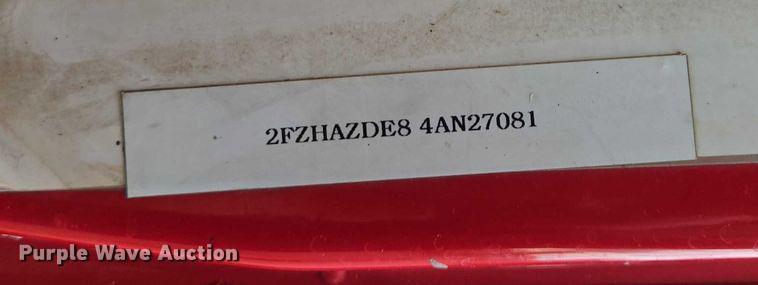 2FZHAZDE8 4AN27081
Purple Wave Auction